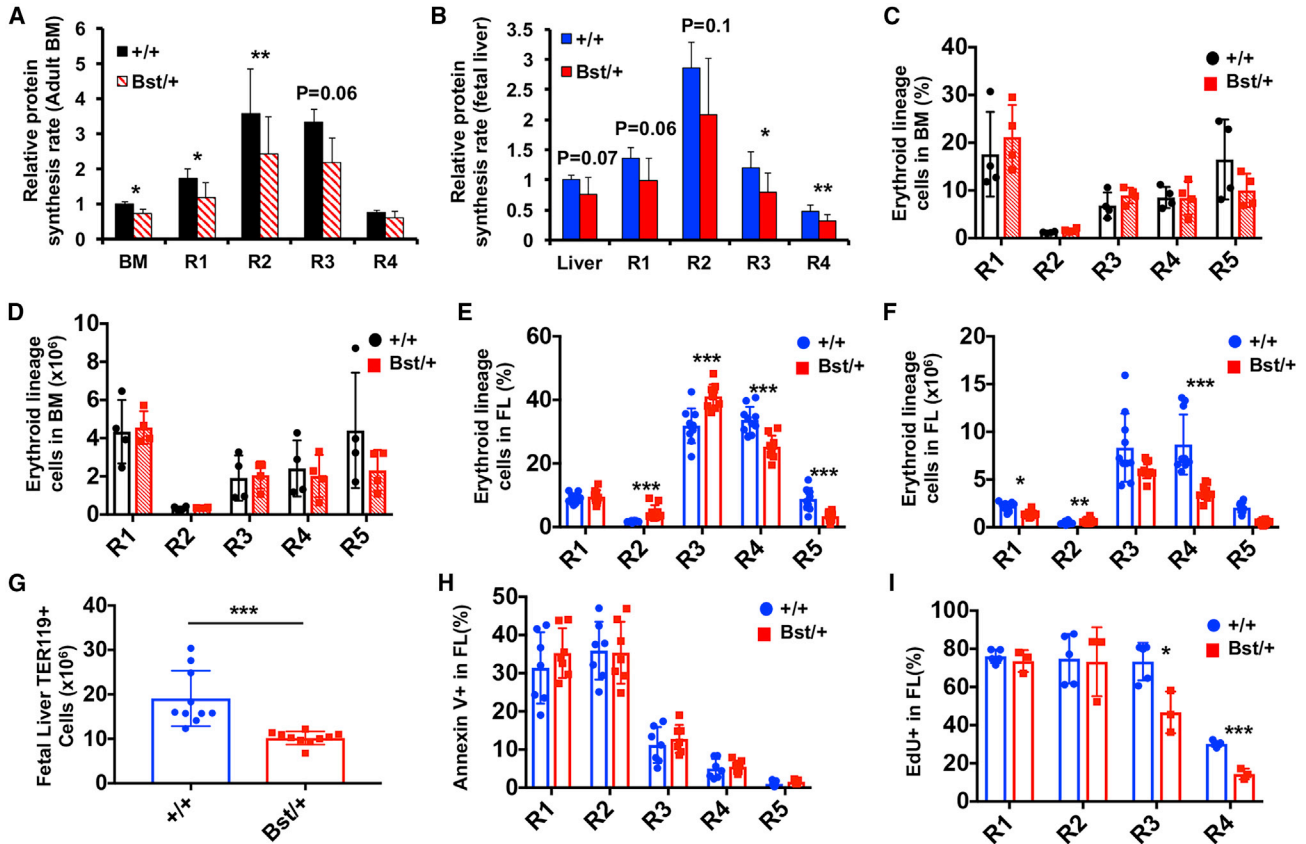 A
Relative protein
synthesis rate (Adult BM)
6
5
4
3
2
1
0
+/+
Bst/+
*
*
**
P=0.06
BM R1 R2 R3 R4
B
Relative protein
synthesis rate (fetal liver)
3.5
3
2.5
2
1.5
1
0.5
0
+/+
Bst/+
P=0.07
P=0.06
P=0.1
*
**
Liver R1 R2 R3 R4
C
Erythroid lineage
cells in BM (%)
40
30
20
10
0
+/+
Bst/+
R1 R2 R3 R4 R5
D
Erythroid lineage
cells in BM (x10⁶)
10
8
6
4
2
0
+/+
Bst/+
R1 R2 R3 R4 R5
E
Erythroid lineage
cells in FL (%)
60
40
20
0
+/+
Bst/+
***
***
***
***
R1 R2 R3 R4 R5
F
Erythroid lineage
cells in FL (x10⁶)
20
15
10
5
0
+/+
Bst/+
*
**
***
R1 R2 R3 R4 R5
G
Fetal Liver TER119+
Cells (x10⁶)
40
30
20
10
0
***
+/+ Bst/+
H
Annexin V+ in FL(%)
50
40
30
20
10
0
+/+
Bst/+
R1 R2 R3 R4 R5
I
EdU+ in FL(%)
100
80
60
40
20
0
+/+
Bst/+
*
***
R1 R2 R3 R4